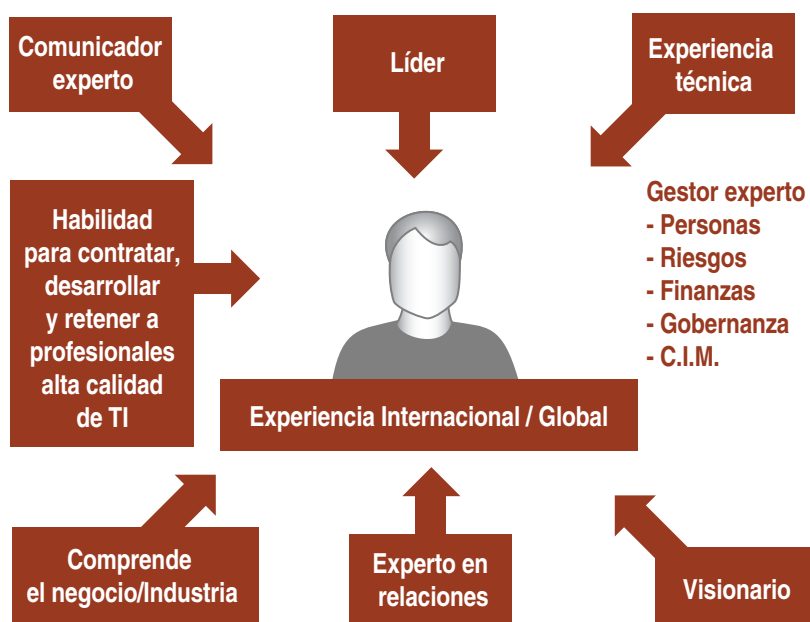 Comunicador
experto
Líder
Experiencia
técnica
Habilidad
para contratar,
desarrollar
y retener a
profesionales
alta calidad
de TI
Gestor experto
- Personas
- Riesgos
- Finanzas
- Gobernanza
- C.I.M.
Experiencia Internacional / Global
Comprende
el negocio/Industria
Experto en
relaciones
Visionario